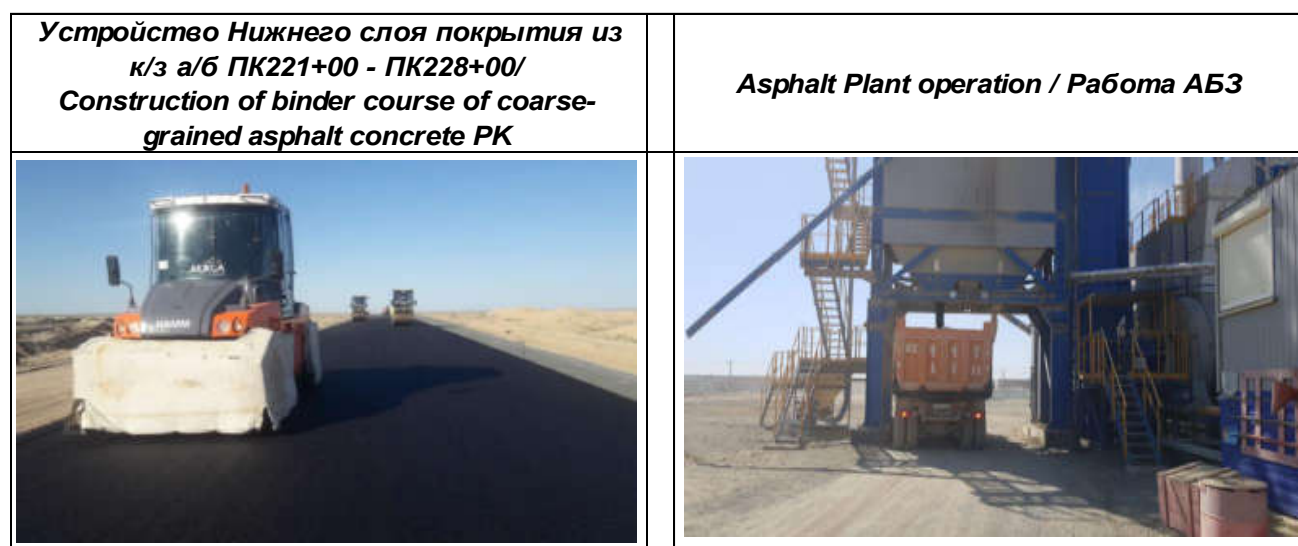 Устройство Нижнего слоя покрытия из
к/з а/б ПК221+00 - ПК228+00/
Construction of binder course of coarse-
grained asphalt concrete PK
Asphalt Plant operation / Работа АБЗ
HAMM